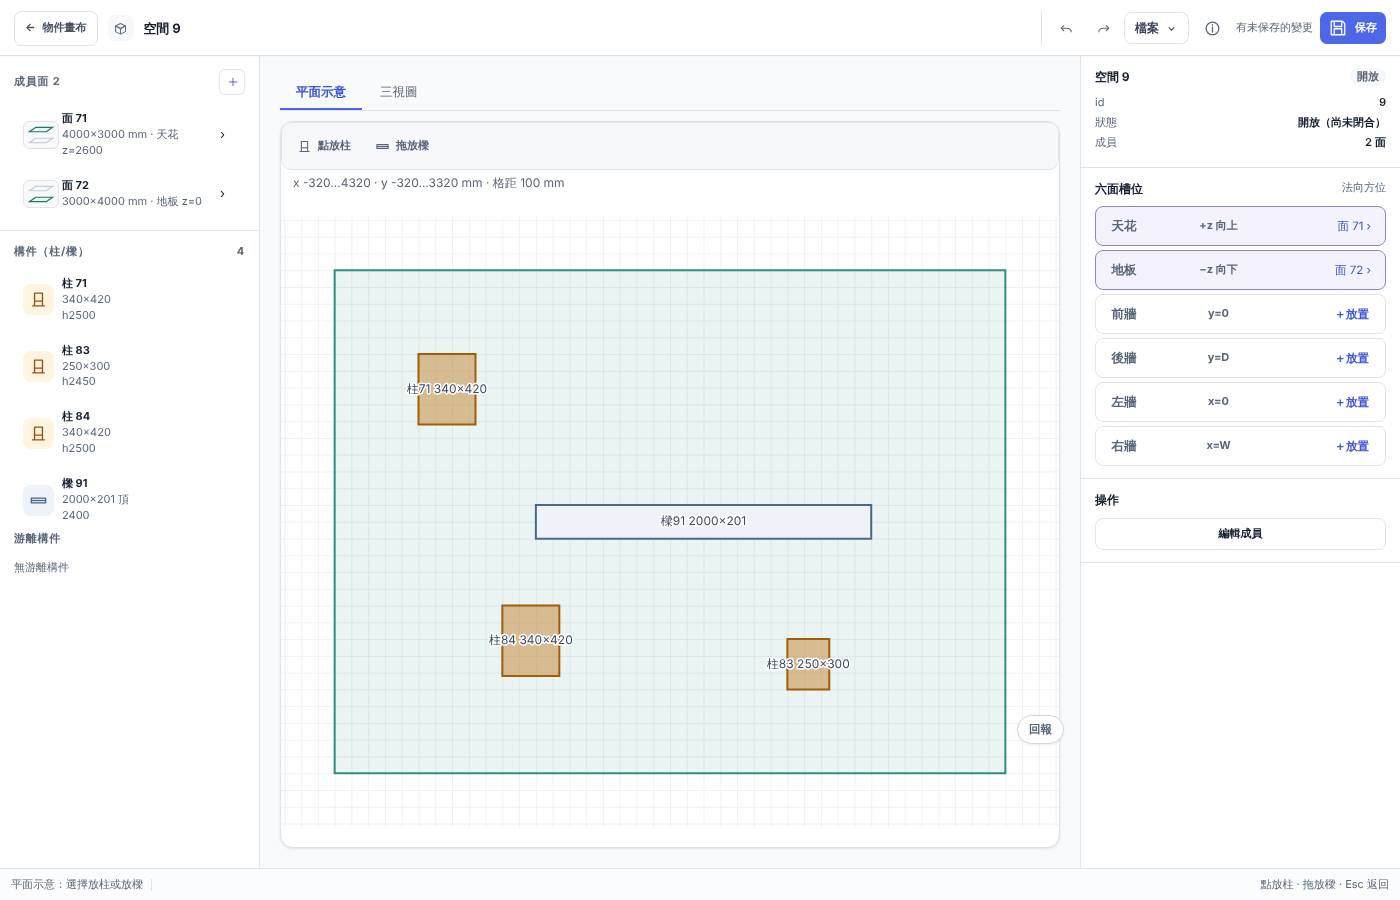 物件畫布
空間 9
檔案
有未保存的變更
保存
成員面 2
面 71
4000×3000 mm · 天花
z=2600
面 72
3000×4000 mm · 地板 z=0
構件（柱/樑）
4
柱 71
340×420
h2500
柱 83
250×300
h2450
柱 84
340×420
h2500
樑 91
2000×201 頂
2400
游離構件
無游離構件
平面示意
三視圖
點放柱
拖放樑
x -320…4320 · y -320…3320 mm · 格距 100 mm
柱71 340×420
樑91 2000×201
柱84 340×420
柱83 250×300
回報
空間 9
開放
id
9
狀態
開放（尚未閉合）
成員
2 面
六面槽位
法向方位
天花
+z 向上
面 71 ›
地板
−z 向下
面 72 ›
前牆
y=0
+ 放置
後牆
y=D
+ 放置
左牆
x=0
+ 放置
右牆
x=W
+ 放置
操作
編輯成員
平面示意：選擇放柱或放樑
點放柱 · 拖放樑 · Esc 返回